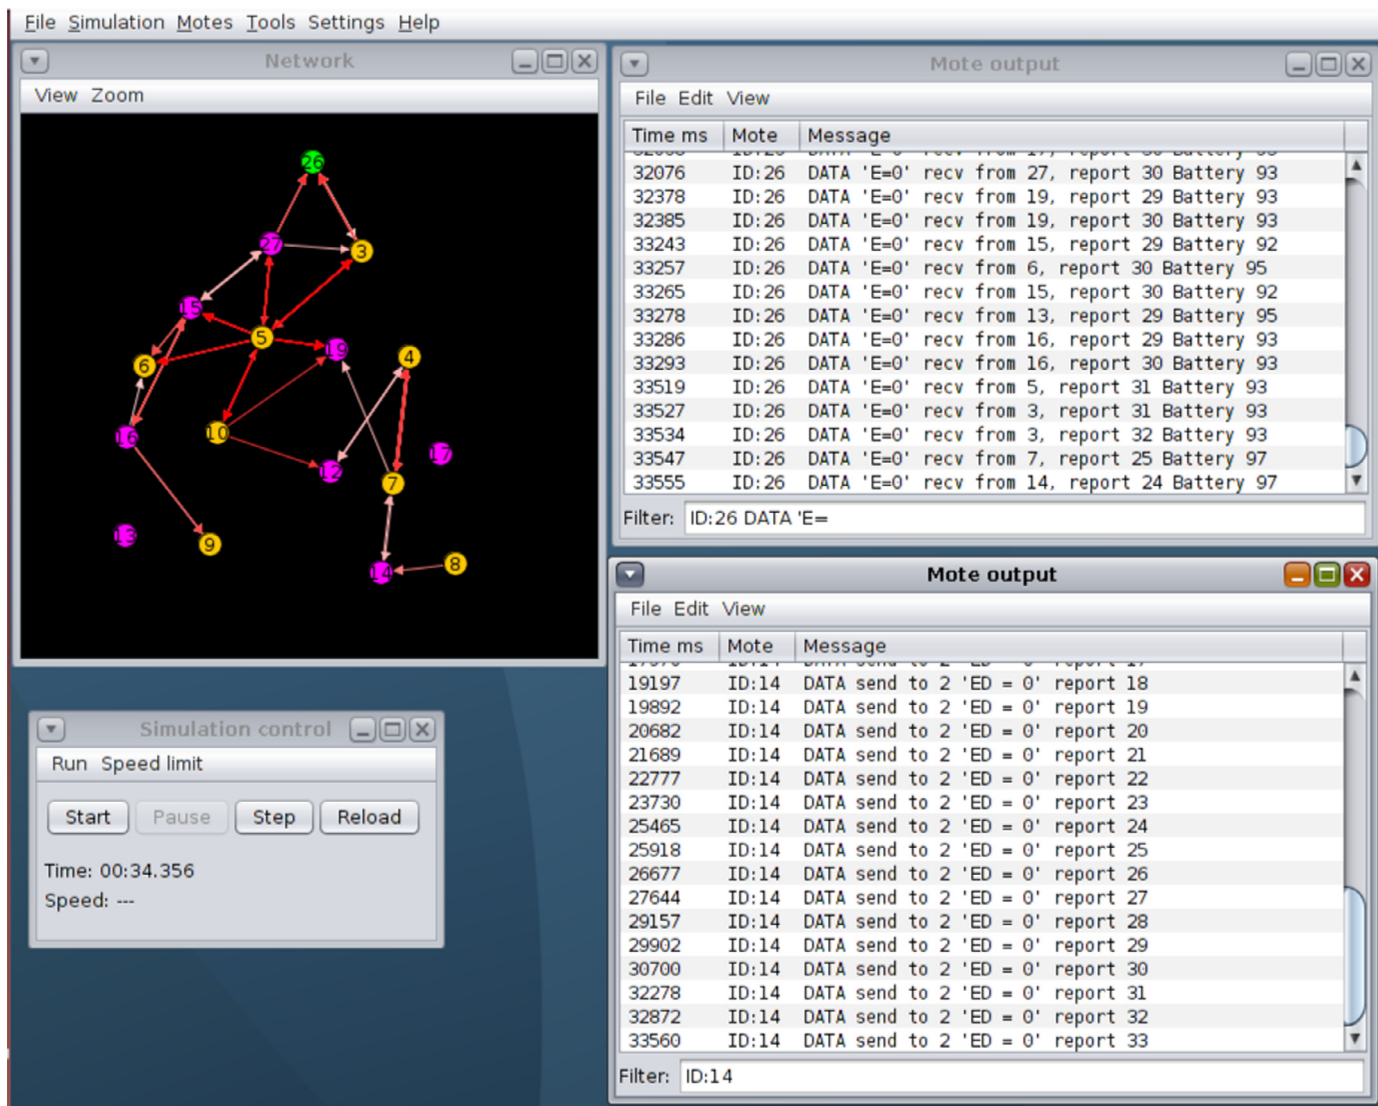 File Simulation Motes Tools Settings Help
Network
View Zoom
26
27
3
15
5
19
4
6
16
10
12
17
7
13
9
14
8
Mote output
File Edit View
Time ms Mote Message
32076 ID:26 DATA 'E=0' recv from 27, report 30 Battery 93
32378 ID:26 DATA 'E=0' recv from 19, report 29 Battery 93
32385 ID:26 DATA 'E=0' recv from 19, report 30 Battery 93
33243 ID:26 DATA 'E=0' recv from 15, report 29 Battery 92
33257 ID:26 DATA 'E=0' recv from 6, report 30 Battery 95
33265 ID:26 DATA 'E=0' recv from 15, report 30 Battery 92
33278 ID:26 DATA 'E=0' recv from 13, report 29 Battery 95
33286 ID:26 DATA 'E=0' recv from 16, report 29 Battery 93
33293 ID:26 DATA 'E=0' recv from 16, report 30 Battery 93
33519 ID:26 DATA 'E=0' recv from 5, report 31 Battery 93
33527 ID:26 DATA 'E=0' recv from 3, report 31 Battery 93
33534 ID:26 DATA 'E=0' recv from 3, report 32 Battery 93
33547 ID:26 DATA 'E=0' recv from 7, report 25 Battery 97
33555 ID:26 DATA 'E=0' recv from 14, report 24 Battery 97
Filter: ID:26 DATA 'E=
Mote output
File Edit View
Time ms Mote Message
19197 ID:14 DATA send to 2 'ED = 0' report 18
19892 ID:14 DATA send to 2 'ED = 0' report 19
20682 ID:14 DATA send to 2 'ED = 0' report 20
21689 ID:14 DATA send to 2 'ED = 0' report 21
22777 ID:14 DATA send to 2 'ED = 0' report 22
23730 ID:14 DATA send to 2 'ED = 0' report 23
25465 ID:14 DATA send to 2 'ED = 0' report 24
25918 ID:14 DATA send to 2 'ED = 0' report 25
26677 ID:14 DATA send to 2 'ED = 0' report 26
27644 ID:14 DATA send to 2 'ED = 0' report 27
29157 ID:14 DATA send to 2 'ED = 0' report 28
29902 ID:14 DATA send to 2 'ED = 0' report 29
30700 ID:14 DATA send to 2 'ED = 0' report 30
32278 ID:14 DATA send to 2 'ED = 0' report 31
32872 ID:14 DATA send to 2 'ED = 0' report 32
33560 ID:14 DATA send to 2 'ED = 0' report 33
Filter: ID:14
Simulation control
Run Speed limit
Start Pause Step Reload
Time: 00:34.356
Speed: ---